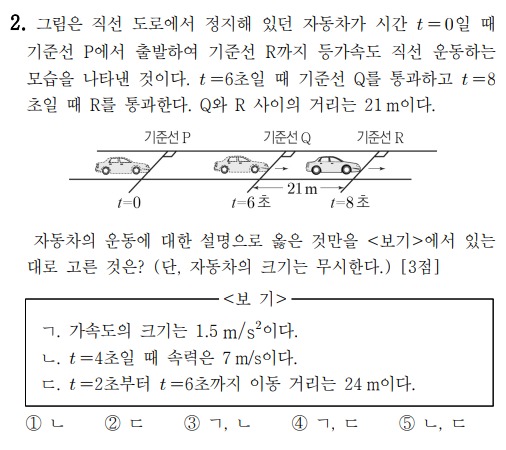 2. 그림은 직선 도로에서 정지해 있던 자동차가 시간 t=0일 때
기준선 P에서 출발하여 기준선 R까지 등가속도 직선 운동하는
모습을 나타낸 것이다. t=6초일 때 기준선 Q를 통과하고 t=8
초일 때 R를 통과한다. Q와 R 사이의 거리는 21 m이다.
기준선 P 기준선 Q 기준선 R
21 m
t=0 t=6초 t=8초
자동차의 운동에 대한 설명으로 옳은 것만을 <보기>에서 있는
대로 고른 것은? (단, 자동차의 크기는 무시한다.) [3점]
<보 기>
ㄱ. 가속도의 크기는 1.5 m/s²이다.
ㄴ. t=4초일 때 속력은 7 m/s이다.
ㄷ. t=2초부터 t=6초까지 이동 거리는 24 m이다.
① ㄴ ② ㄷ ③ ㄱ, ㄴ ④ ㄱ, ㄷ ⑤ ㄴ, ㄷ